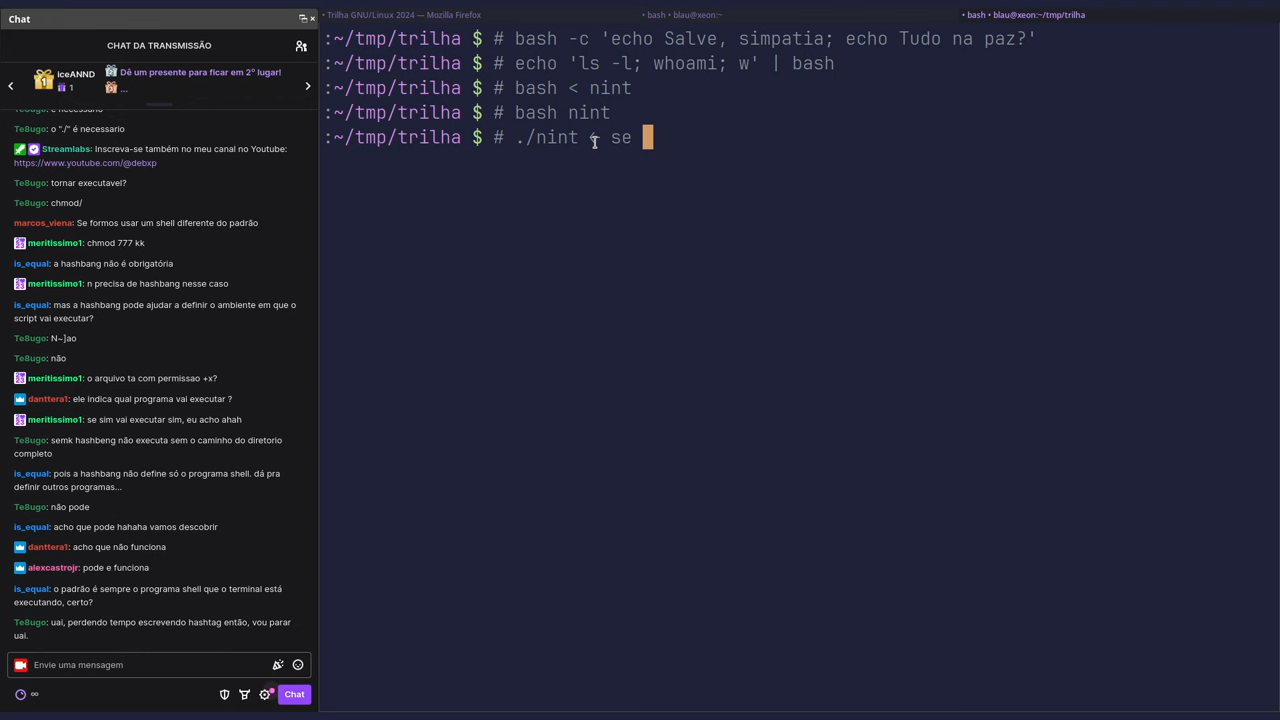 Chat
• Trilha GNU/Linux 2024 — Mozilla Firefox
• bash • blau@xeon:~
• bash • blau@xeon:~/tmp/trilha
CHAT DA TRANSMISSÃO
1
iceANND
1
Dê um presente para ficar em 2º lugar!
...
o "./" é necessario
Streamlabs: Inscreva-se também no meu canal no Youtube:
https://www.youtube.com/@debxp
Te8ugo: tornar executavel?
Te8ugo: chmod/
marcos_viena: Se formos usar um shell diferente do padrão
meritissimo1: chmod 777 kk
is_equal: a hashbang não é obrigatória
meritissimo1: n precisa de hashbang nesse caso
is_equal: mas a hashbang pode ajudar a definir o ambiente em que o
script vai executar?
Te8ugo: N~]ao
Te8ugo: não
meritissimo1: o arquivo ta com permissao +x?
danttera1: ele indica qual programa vai executar ?
meritissimo1: se sim vai executar sim, eu acho ahah
Te8ugo: semk hashbeng não executa sem o caminho do diretorio
completo
is_equal: pois a hashbang não define só o programa shell. dá pra
definir outros programas...
Te8ugo: não pode
is_equal: acho que pode hahaha vamos descobrir
danttera1: acho que não funciona
alexcastrojr: pode e funciona
is_equal: o padrão é sempre o programa shell que o terminal está
executando, certo?
Te8ugo: uai, perdendo tempo escrevendo hashtag então, vou parar
uai.
Envie uma mensagem
∞
Chat
:~/tmp/trilha $ # bash -c 'echo Salve, simpatia; echo Tudo na paz?'
:~/tmp/trilha $ # echo 'ls -l; whoami; w' | bash
:~/tmp/trilha $ # bash < nint
:~/tmp/trilha $ # bash nint
:~/tmp/trilha $ # ./nint < se